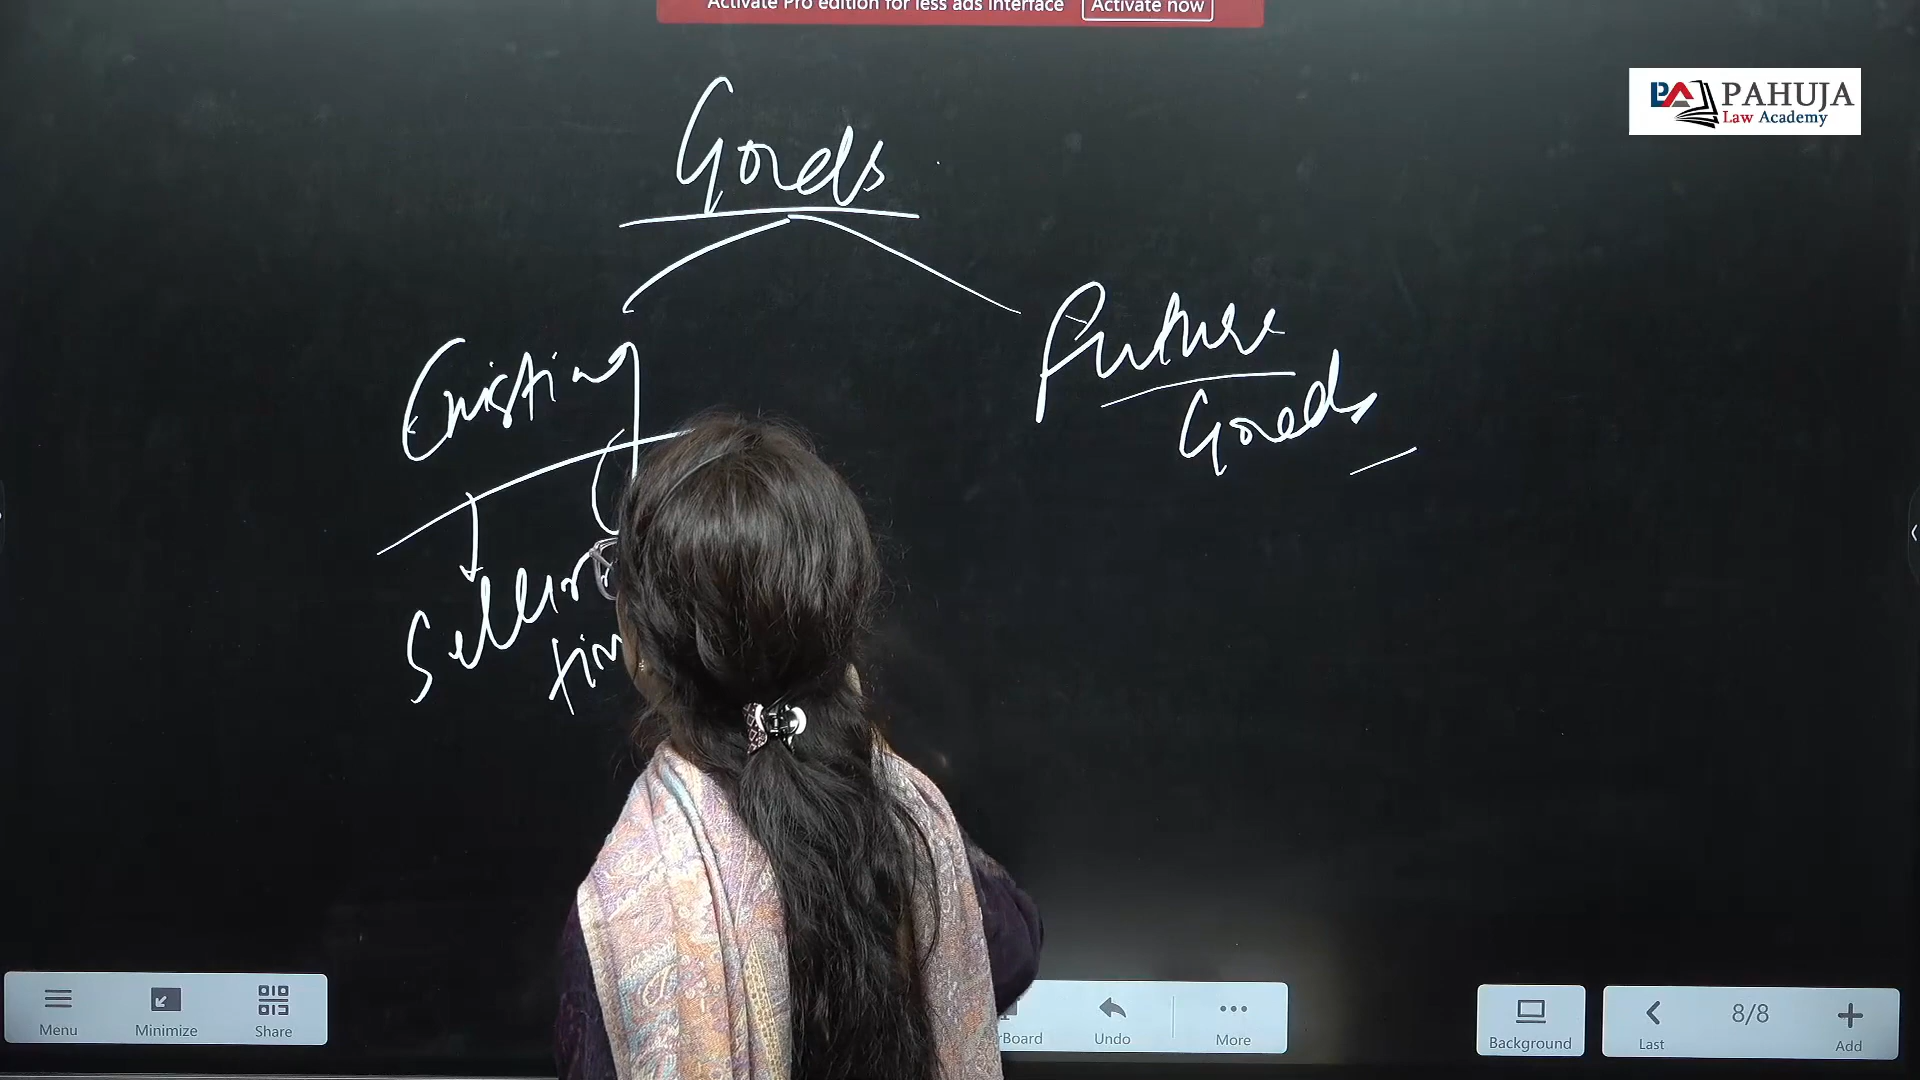 Activate Pro edition for less ads interface Activate now
PAHUJA
Law Academy
Goods
Existing
Future
Goods
Seller
Menu
Minimize
Share
Undo
More
Background
Last
8/8
Add